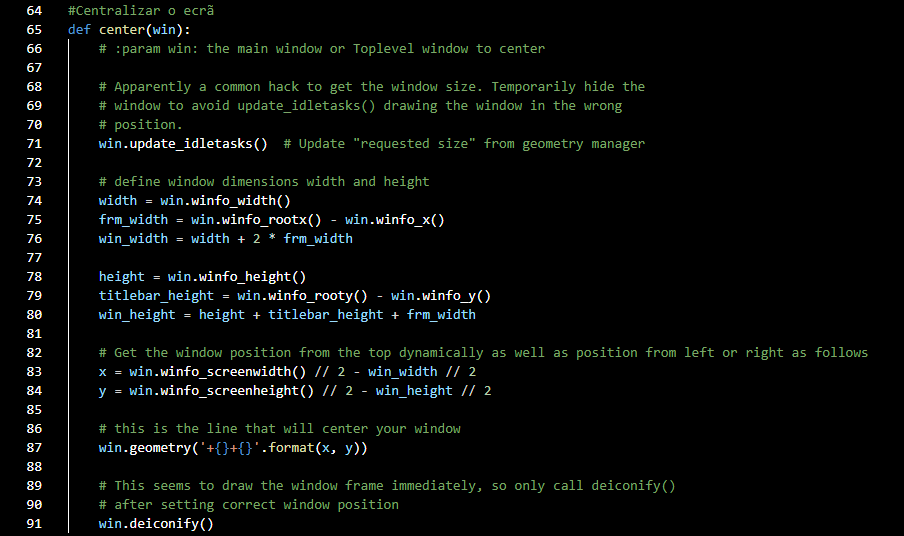 64 #Centralizar o ecrã
65 def center(win):
66     # :param win: the main window or Toplevel window to center
67
68     # Apparently a common hack to get the window size. Temporarily hide the
69     # window to avoid update_idletasks() drawing the window in the wrong
70     # position.
71     win.update_idletasks()  # Update "requested size" from geometry manager
72
73     # define window dimensions width and height
74     width = win.winfo_width()
75     frm_width = win.winfo_rootx() - win.winfo_x()
76     win_width = width + 2 * frm_width
77
78     height = win.winfo_height()
79     titlebar_height = win.winfo_rooty() - win.winfo_y()
80     win_height = height + titlebar_height + frm_width
81
82     # Get the window position from the top dynamically as well as position from left or right as follows
83     x = win.winfo_screenwidth() // 2 - win_width // 2
84     y = win.winfo_screenheight() // 2 - win_height // 2
85
86     # this is the line that will center your window
87     win.geometry('+{}+{}'.format(x, y))
88
89     # This seems to draw the window frame immediately, so only call deiconify()
90     # after setting correct window position
91     win.deiconify()